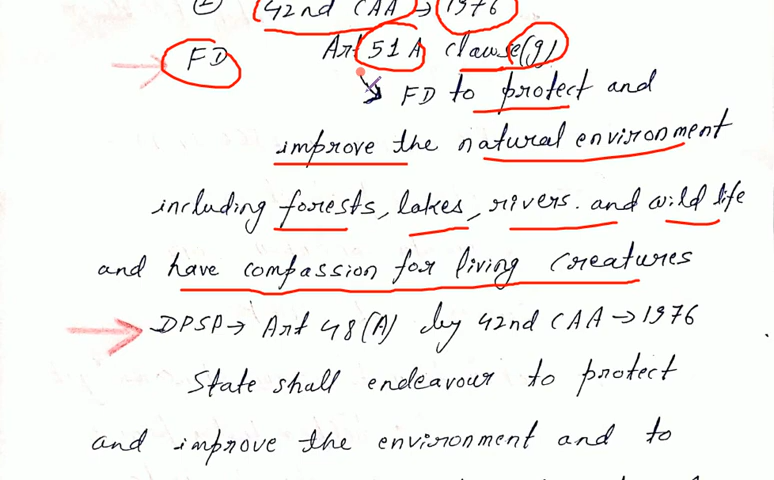 ② 42nd CAA → 1976
FD Art 51A clause(g)
↘ FD to protect and
improve the natural environment
including forests, lakes, rivers. and wild life
and have compassion for living creatures
DPSP → Art 48(A) by 42nd CAA → 1976
State shall endeavour to protect
and improve the environment and to